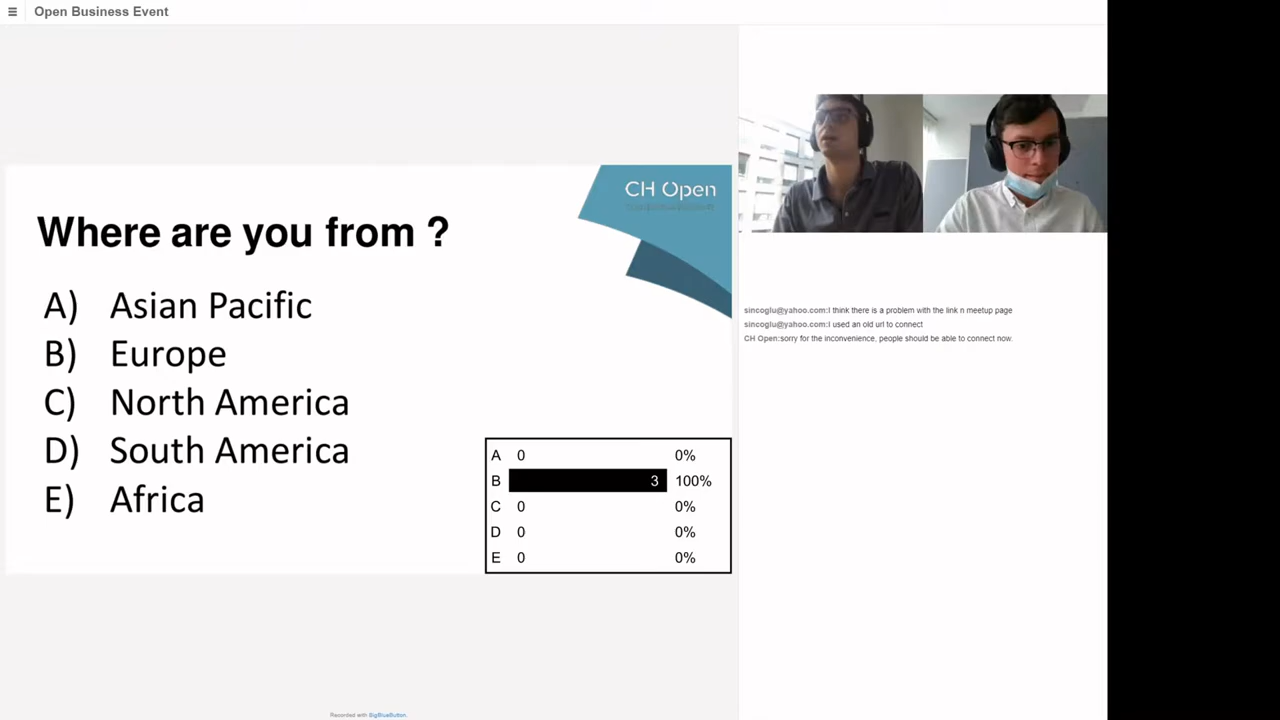 Open Business Event
CH Open
Where are you from ?
A) Asian Pacific
B) Europe
C) North America
D) South America
E) Africa
A 0 0%
B 3 100%
C 0 0%
D 0 0%
E 0 0%
sincoglu@yahoo.com:I think there is a problem with the link n meetup page
sincoglu@yahoo.com:I used an old url to connect
CH Open:sorry for the inconvenience, people should be able to connect now.
Recorded with BigBlueButton.